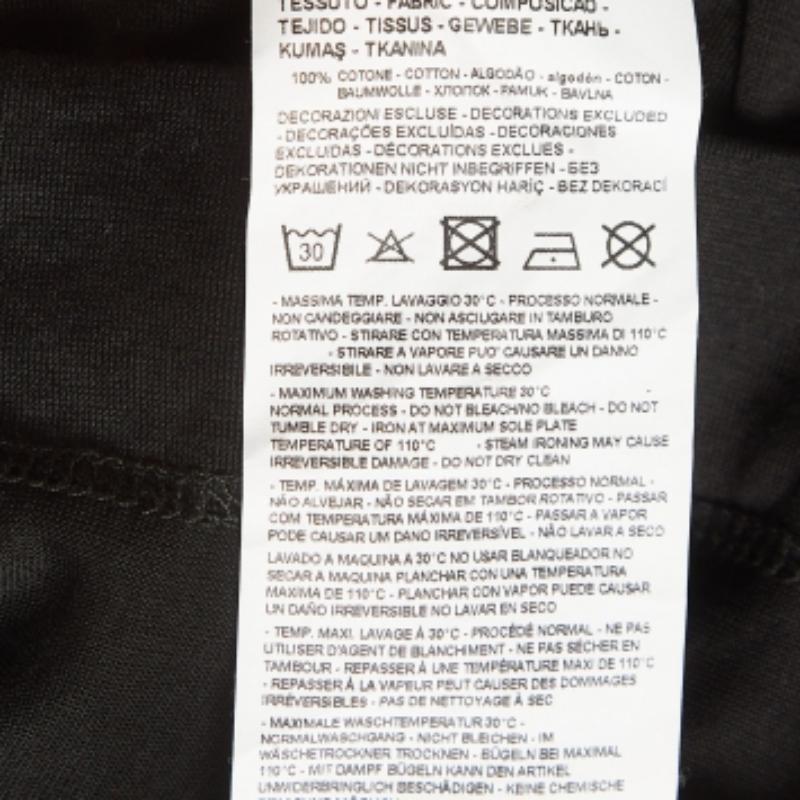 TESSUTO - FABRIC - COMPOSIÇÃO -
TEJIDO - TISSUS - GEWEBE - ТКАНЬ -
KUMAŞ - TKANINA
100% COTONE - COTTON - ALGODÃO - algodón - COTON -
BAUMWOLLE - ХЛОПОК - PAMUK - BAVLNA
DECORAZIONI ESCLUSE - DECORATIONS EXCLUDED
- DECORAÇÕES EXCLUÍDAS - DECORACIONES
EXCLUIDAS - DÉCORATIONS EXCLUES -
DEKORATIONEN NICHT INBEGRIFFEN - БЕЗ
УКРАШЕНИЙ - DEKORASYON HARİÇ - BEZ DEKORACÍ
30
- MASSIMA TEMP. LAVAGGIO 30°C - PROCESSO NORMALE -
NON CANDEGGIARE - NON ASCIUGARE IN TAMBURO
ROTATIVO - STIRARE CON TEMPERATURA MASSIMA DI 110°C
- STIRARE A VAPORE PUO' CAUSARE UN DANNO
IRREVERSIBILE - NON LAVARE A SECCO
- MAXIMUM WASHING TEMPERATURE 30°C -
NORMAL PROCESS - DO NOT BLEACH/NO BLEACH - DO NOT
TUMBLE DRY - IRON AT MAXIMUM SOLE PLATE
TEMPERATURE OF 110°C - STEAM IRONING MAY CAUSE
IRREVERSIBLE DAMAGE - DO NOT DRY CLEAN
- TEMP. MÁXIMA DE LAVAGEM 30°C - PROCESSO NORMAL -
NÃO ALVEJAR - NÃO SECAR EM TAMBOR ROTATIVO - PASSAR
COM TEMPERATURA MÁXIMA DE 110°C - PASSAR A VAPOR
PODE CAUSAR UM DANO IRREVERSÍVEL - NÃO LAVAR A SECO
LAVADO A MAQUINA A 30°C NO USAR BLANQUEADOR NO
SECAR A MAQUINA PLANCHAR CON UNA TEMPERATURA
MAXIMA DE 110°C - PLANCHAR CON VAPOR PUEDE CAUSAR
UN DAÑO IRREVERSIBLE NO LAVAR EN SECO
- TEMP. MAXI. LAVAGE À 30°C - PROCÉDÉ NORMAL - NE PAS
UTILISER D'AGENT DE BLANCHIMENT - NE PAS SÉCHER EN
TAMBOUR - REPASSER À UNE TEMPÉRATURE MAXI DE 110°C
- REPASSER À LA VAPEUR PEUT CAUSER DES DOMMAGES
IRRÉVERSIBLES - PAS DE NETTOYAGE À SEC
- MAXIMALE WASCHTEMPERATUR 30°C -
NORMALWASCHGANG - NICHT BLEICHEN - IM
WÄSCHETROCKNER TROCKNEN - BÜGELN BEI MAXIMAL
110°C - MIT DAMPF BÜGELN KANN DEN ARTIKEL
UNWIDERBRINGLICH BESCHÄDIGEN - KEINE CHEMISCHE